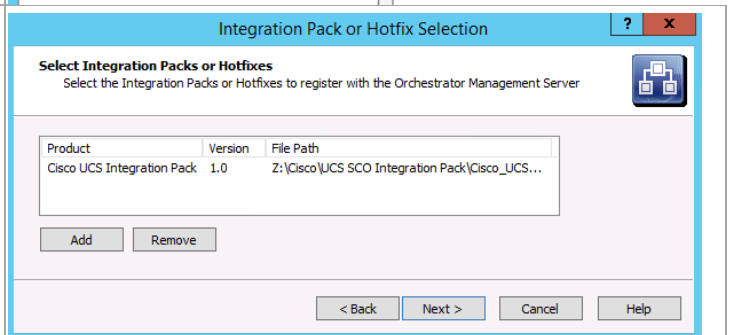 Integration Pack or Hotfix Selection
? x
Select Integration Packs or Hotfixes
Select the Integration Packs or Hotfixes to register with the Orchestrator Management Server
Product Version File Path
Cisco UCS Integration Pack 1.0 Z:\Cisco\UCS SCO Integration Pack\Cisco_UCS...
Add Remove
< Back Next > Cancel Help